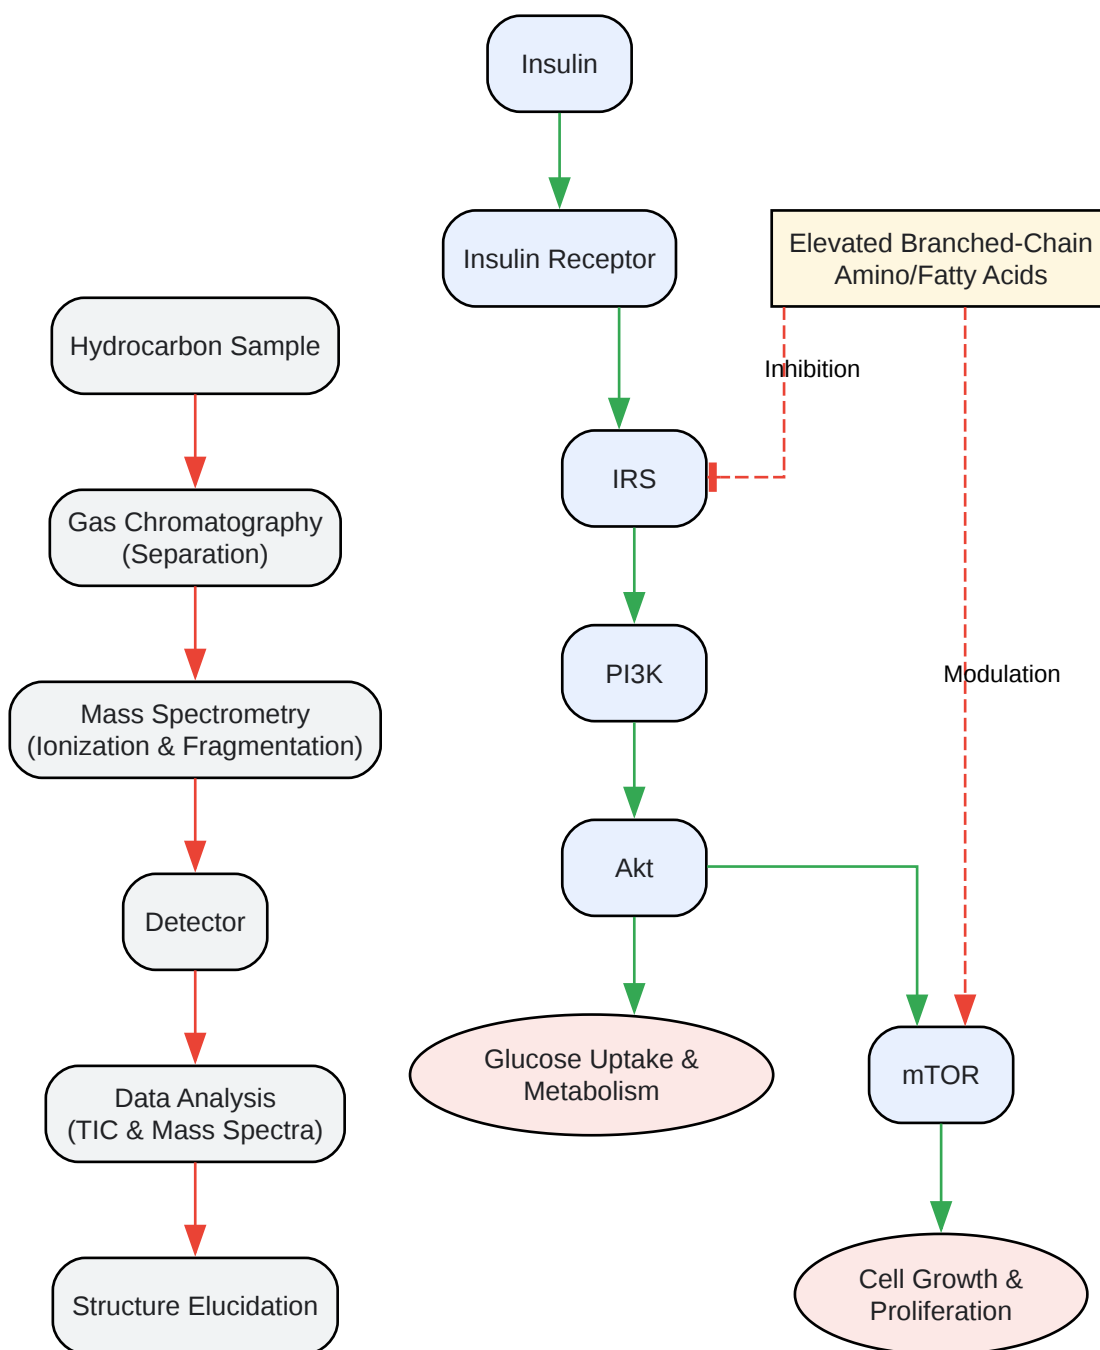 Insulin
Insulin Receptor
Elevated Branched-Chain
Amino/Fatty Acids
Inhibition
IRS
PI3K
Modulation
Akt
Glucose Uptake &
Metabolism
mTOR
Cell Growth &
Proliferation
Hydrocarbon Sample
Gas Chromatography
(Separation)
Mass Spectrometry
(Ionization & Fragmentation)
Detector
Data Analysis
(TIC & Mass Spectra)
Structure Elucidation